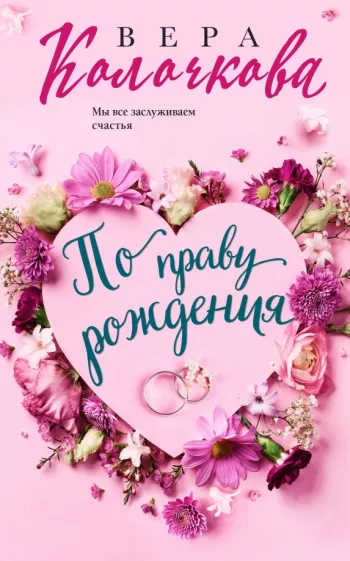 ВЕРА
Колочкова
Мы все заслуживаем
счастья
По праву
рождения